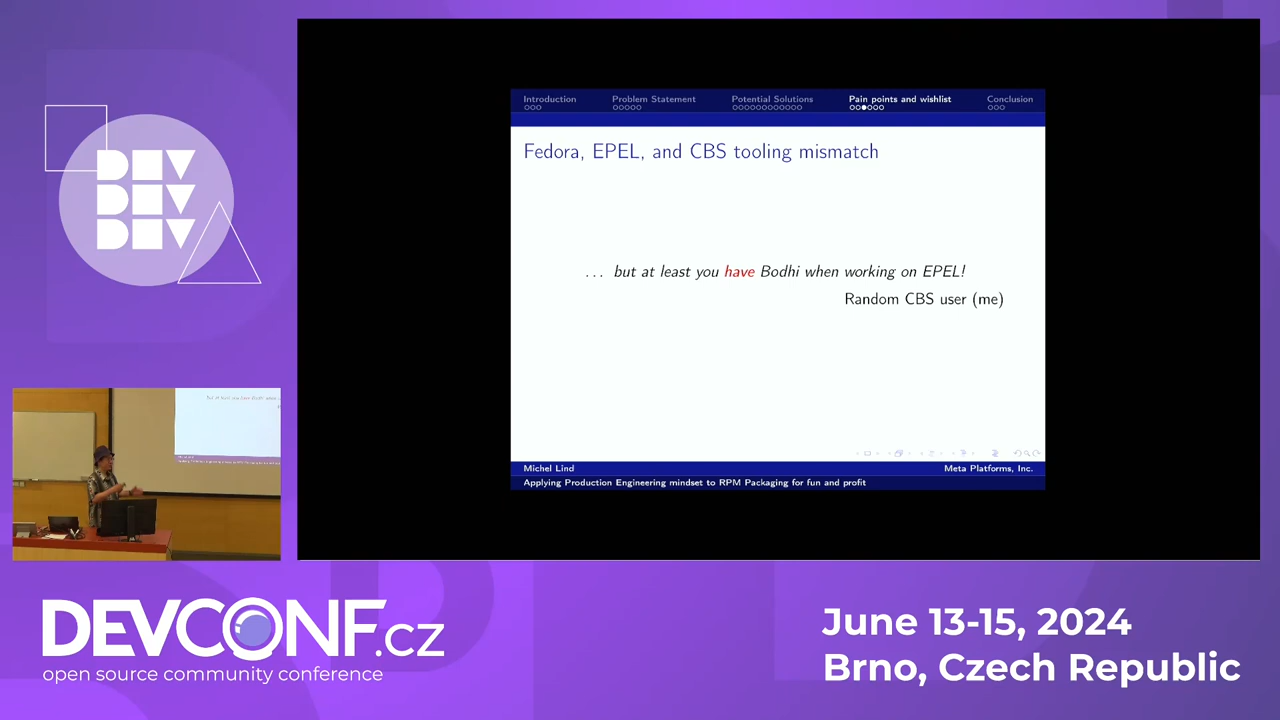 DEV
DEV
DEV
Introduction
Problem Statement
Potential Solutions
Pain points and wishlist
Conclusion
Fedora, EPEL, and CBS tooling mismatch
... but at least you have Bodhi when working on EPEL!
Random CBS user (me)
Michel Lind
Meta Platforms, Inc.
Applying Production Engineering mindset to RPM Packaging for fun and profit
DEVCONF.cz
open source community conference
June 13-15, 2024
Brno, Czech Republic